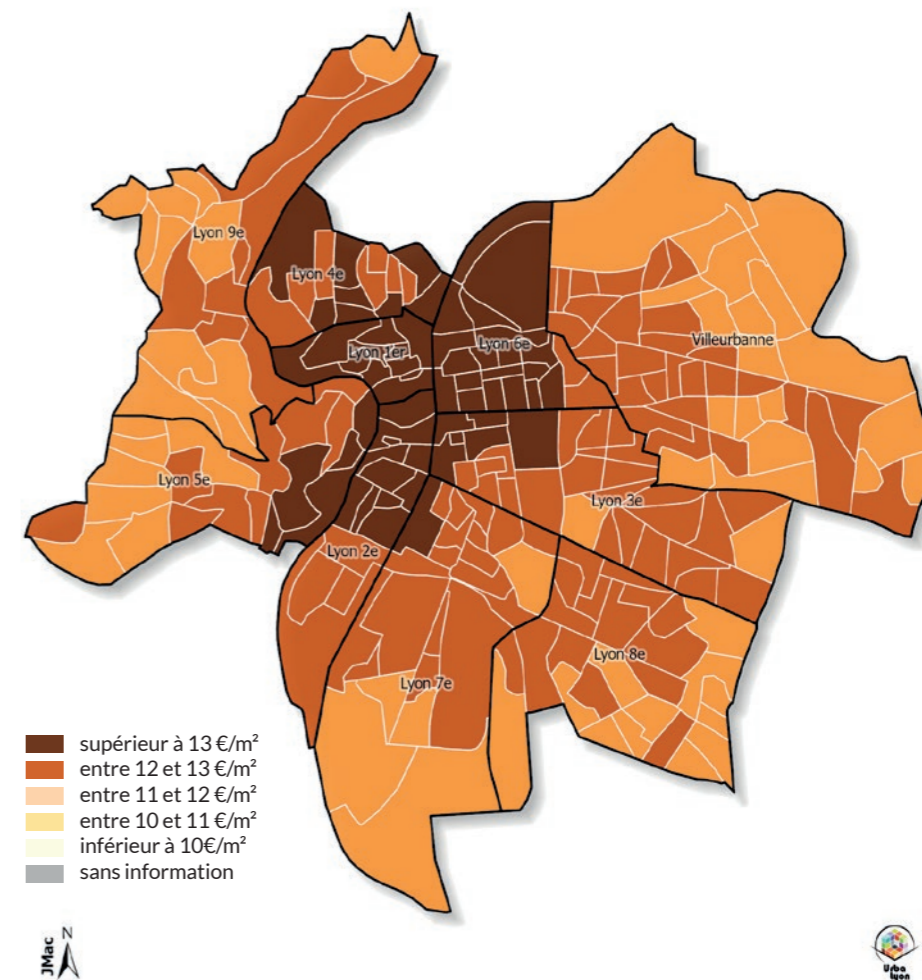 Lyon 9e
Lyon 4e
Lyon 1er
Lyon 6e
Villeurbanne
Lyon 5e
Lyon 3e
Lyon 2e
Lyon 8e
Lyon 7e
supérieur à 13 €/m²
entre 12 et 13 €/m²
entre 11 et 12 €/m²
entre 10 et 11 €/m²
inférieur à 10€/m²
sans information
JMac
N
Urba
Lyon